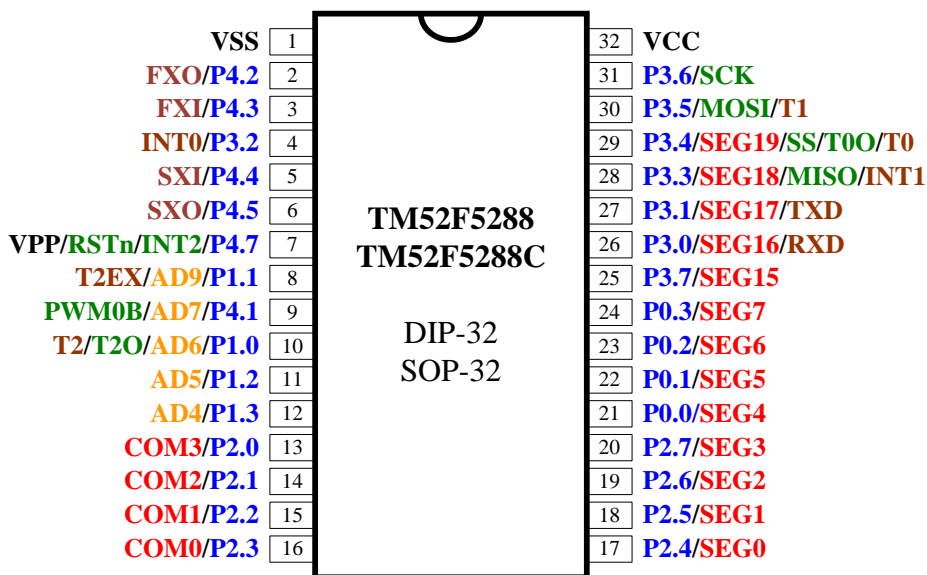 VSS 1 32 VCC
FXO/P4.2 2 31 P3.6/SCK
FXI/P4.3 3 30 P3.5/MOSI/T1
INT0/P3.2 4 29 P3.4/SEG19/SS/T0O/T0
SXI/P4.4 5 28 P3.3/SEG18/MISO/INT1
SXO/P4.5 6 27 P3.1/SEG17/TXD
VPP/RSTn/INT2/P4.7 7 26 P3.0/SEG16/RXD
T2EX/AD9/P1.1 8 25 P3.7/SEG15
PWM0B/AD7/P4.1 9 24 P0.3/SEG7
T2/T2O/AD6/P1.0 10 23 P0.2/SEG6
AD5/P1.2 11 22 P0.1/SEG5
AD4/P1.3 12 21 P0.0/SEG4
COM3/P2.0 13 20 P2.7/SEG3
COM2/P2.1 14 19 P2.6/SEG2
COM1/P2.2 15 18 P2.5/SEG1
COM0/P2.3 16 17 P2.4/SEG0
TM52F5288
TM52F5288C
DIP-32
SOP-32